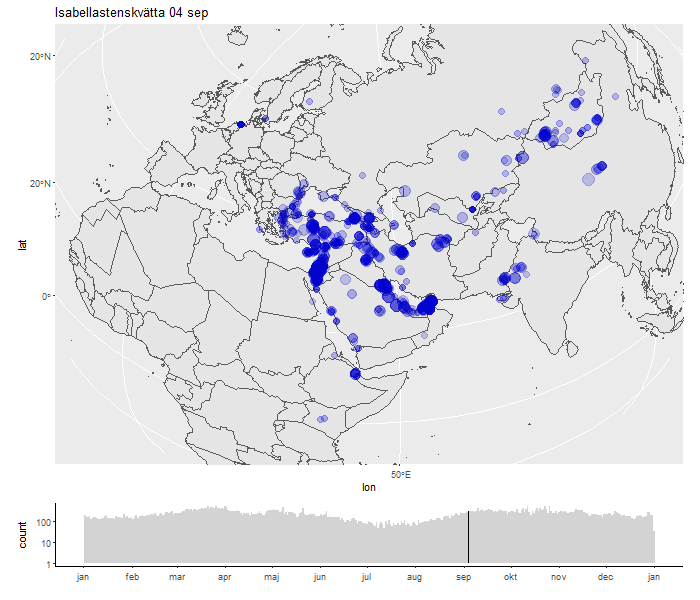 Isabellastenskvätta 04 sep
20°N
20°N
0°
lat
50°E
lon
count
100
10
1
jan feb mar apr maj jun jul aug sep okt nov dec jan